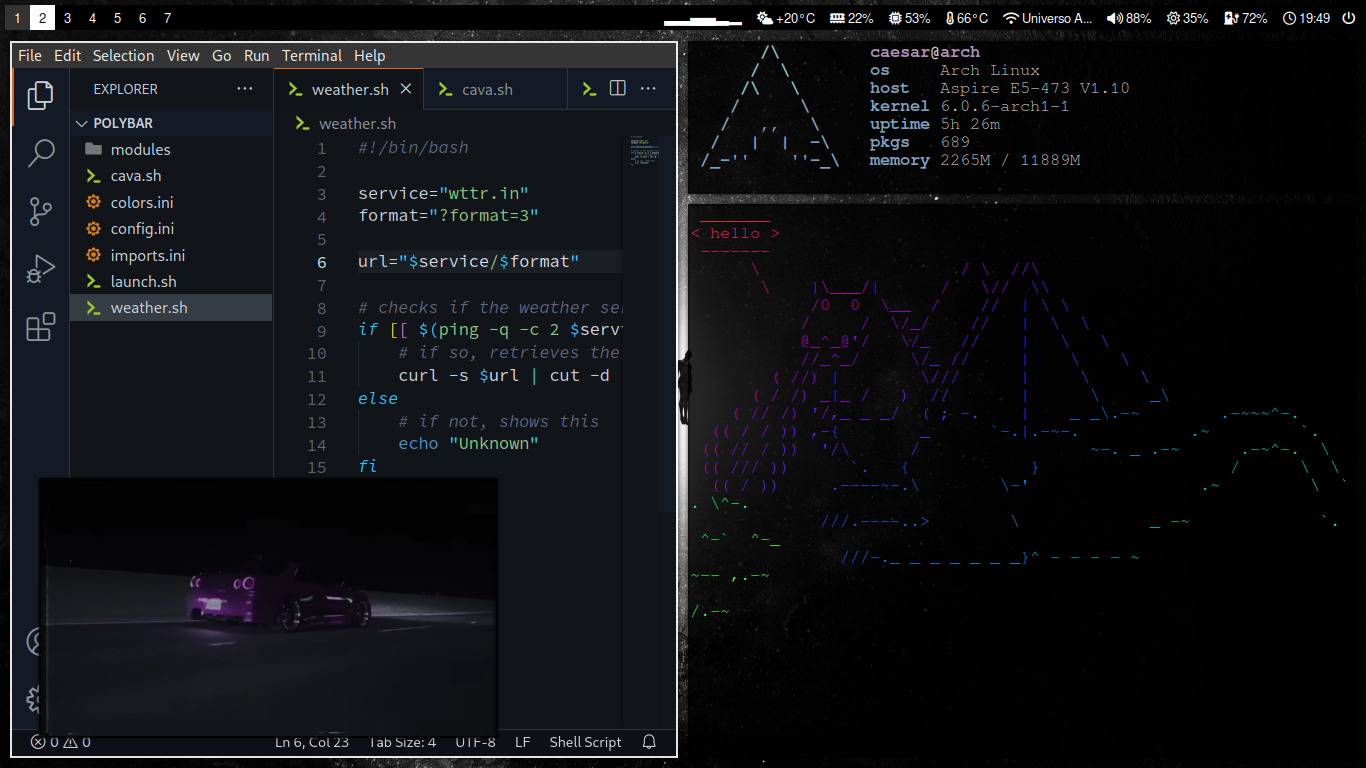 1 2 3 4 5 6 7
+20°C 22% 53% 66°C Universo A... 88% 35% 72% 19:49
File Edit Selection View Go Run Terminal Help
EXPLORER ···
POLYBAR
modules
cava.sh
colors.ini
config.ini
imports.ini
launch.sh
weather.sh
weather.sh cava.sh ···
weather.sh
1 #!/bin/bash
2
3 service="wttr.in"
4 format="?format=3"
5
6 url="$service/$format"
7
8 # checks if the weather se
9 if [[ $(ping -q -c 2 $serv
10 # if so, retrieves the
11 curl -s $url | cut -d
12 else
13 # if not, shows this
14 echo "Unknown"
15 fi
0 0 Ln 6, Col 23 Tab Size: 4 UTF-8 LF Shell Script
caesar@arch
os Arch Linux
host Aspire E5-473 V1.10
kernel 6.0.6-arch1-1
uptime 5h 26m
pkgs 689
memory 2265M / 11889M
< hello >